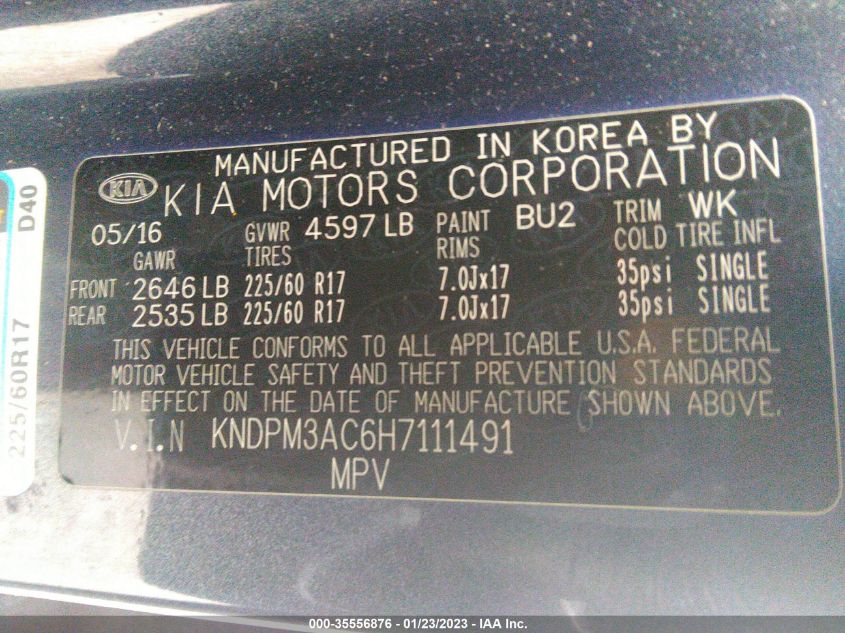 MANUFACTURED IN KOREA BY
KIA KIA MOTORS CORPORATION
05/16 GVWR 4597 LB PAINT BU2 TRIM WK
GAWR TIRES RIMS COLD TIRE INFL
FRONT 2646 LB 225/60 R17 7.0Jx17 35psi SINGLE
REAR 2535 LB 225/60 R17 7.0Jx17 35psi SINGLE
THIS VEHICLE CONFORMS TO ALL APPLICABLE U.S.A. FEDERAL
MOTOR VEHICLE SAFETY AND THEFT PREVENTION STANDARDS
IN EFFECT ON THE DATE OF MANUFACTURE SHOWN ABOVE.
V.I.N KNDPM3AC6H7111491
MPV
225/60R17 D40
000-35556876 - 01/23/2023 - IAA Inc.